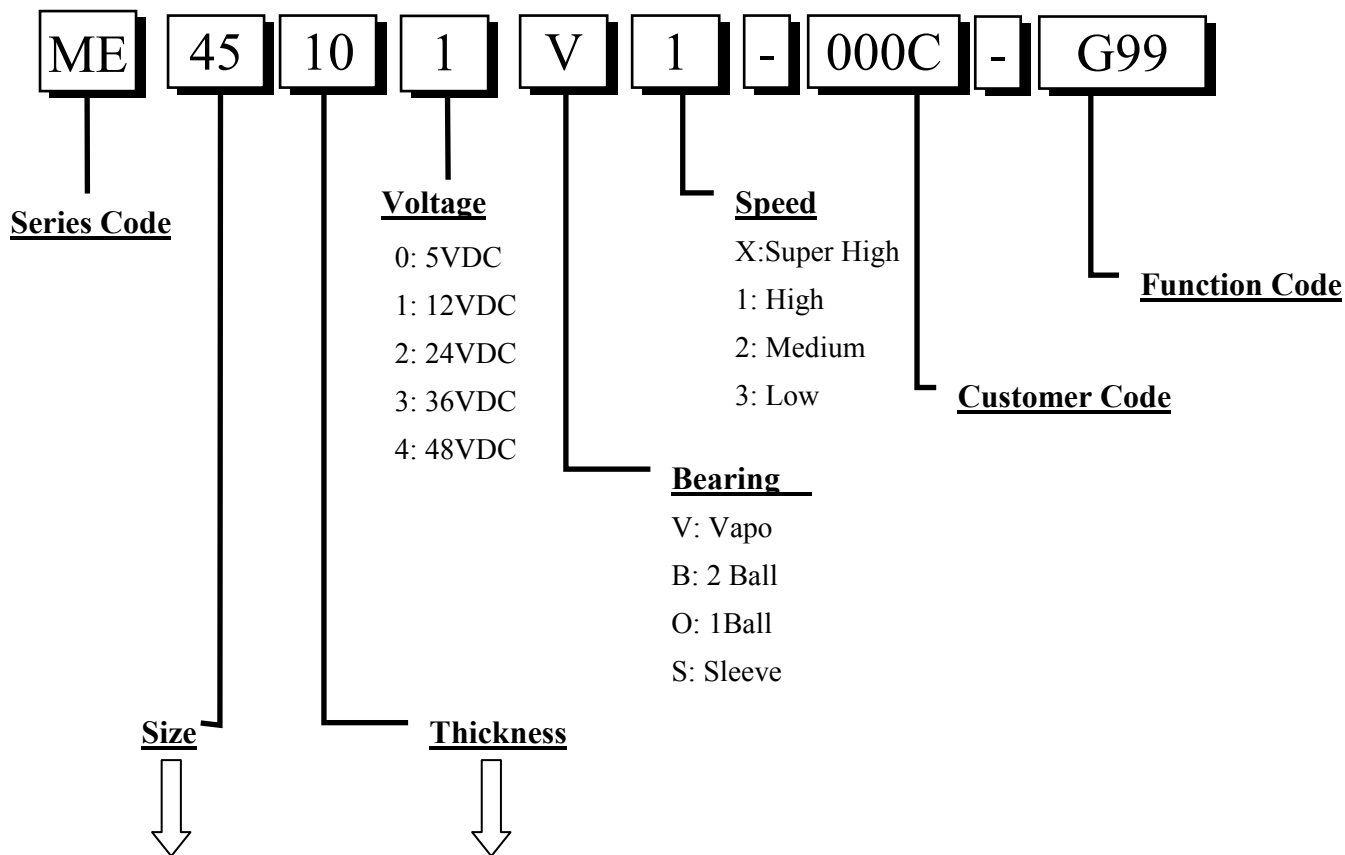 ME 45 10 1 V 1 - 000C - G99
Series Code
Voltage
0: 5VDC
1: 12VDC
2: 24VDC
3: 36VDC
4: 48VDC
Speed
X:Super High
1: High
2: Medium
3: Low
Function Code
Customer Code
Bearing
V: Vapo
B: 2 Ball
O: 1Ball
S: Sleeve
Size
Thickness